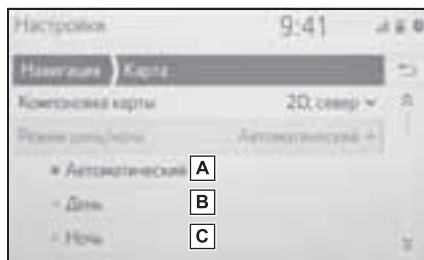 Настройки 9:41
Навигация Карта
Компоновка карты 2D, север
Режим день/ночь Автоматический
Автоматический A
День B
Ночь C